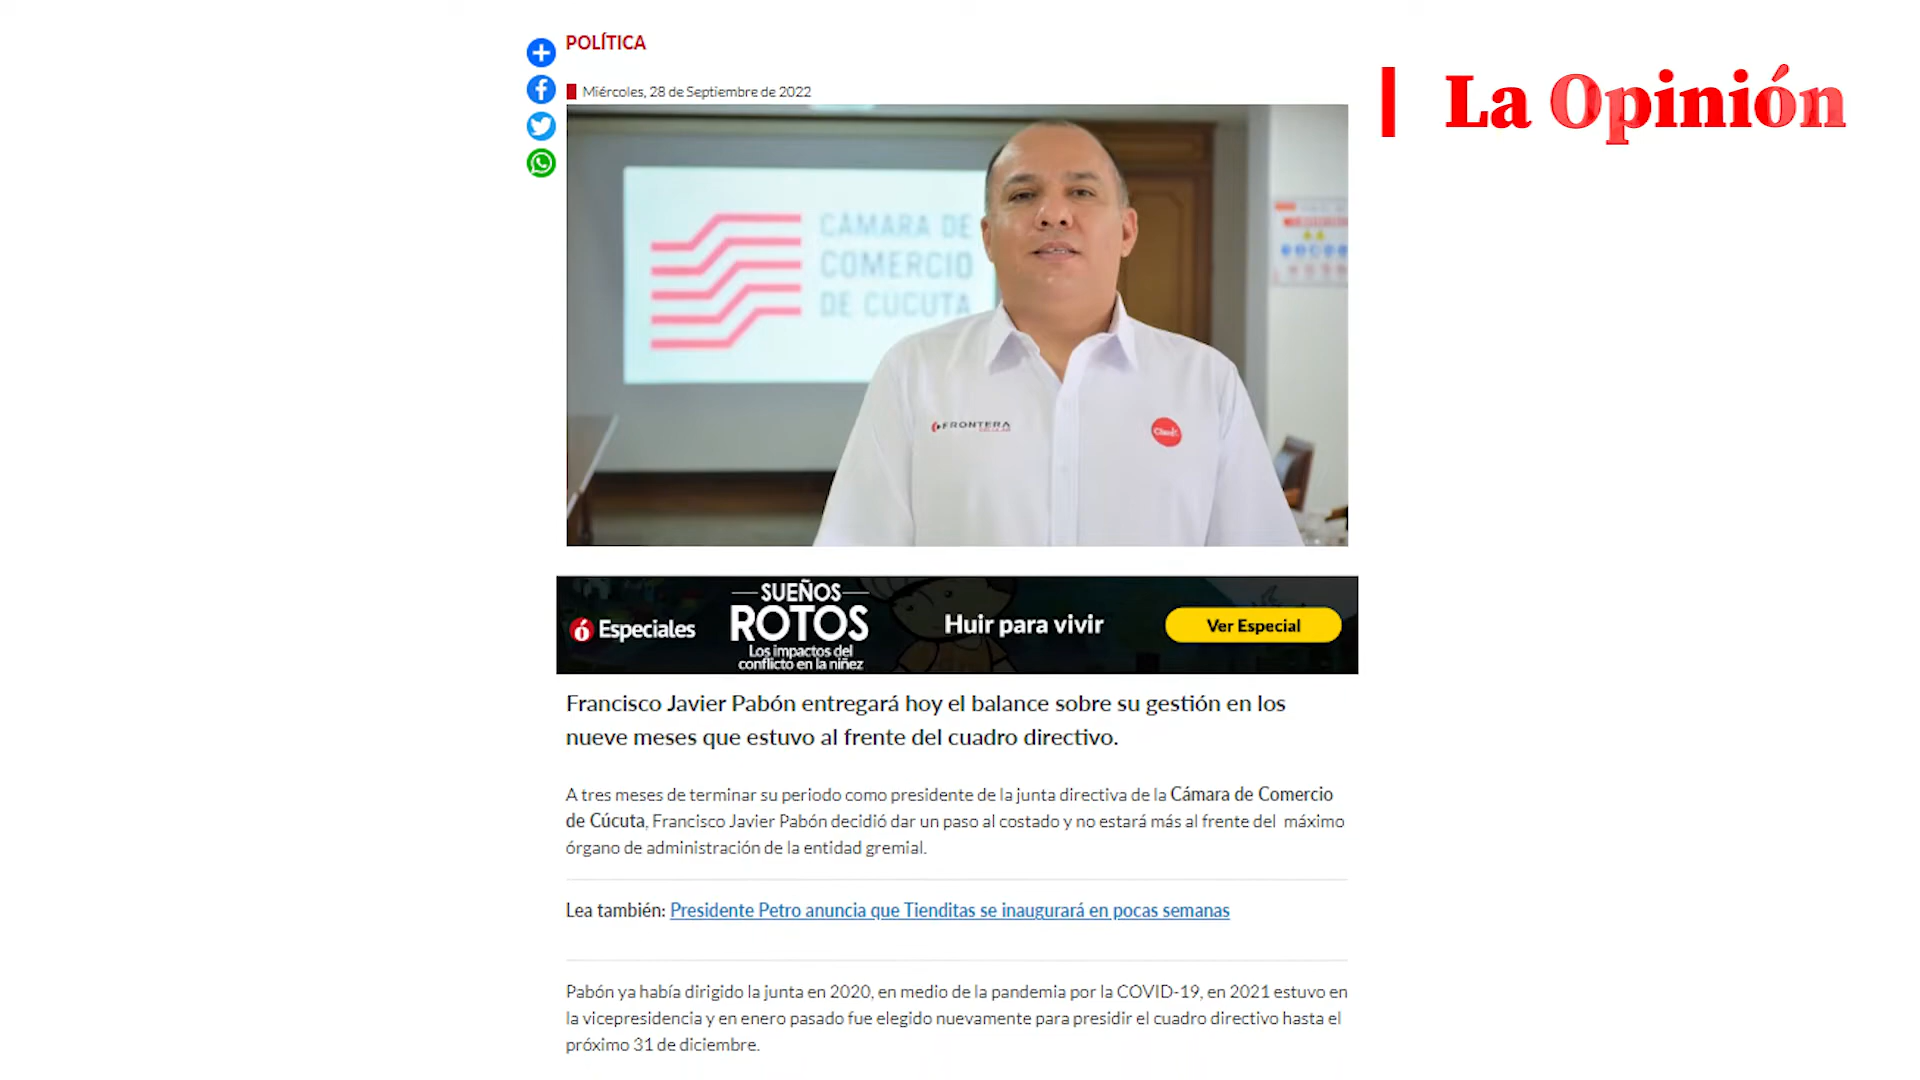 POLÍTICA
La Opinión
Miércoles, 28 de Septiembre de 2022
CÁMARA DE
COMERCIO
DE CÚCUTA
FRONTERA
Claro
Especiales
SUEÑOS
ROTOS
Los impactos del
conflicto en la niñez
Huir para vivir
Ver Especial
Francisco Javier Pabón entregará hoy el balance sobre su gestión en los
nueve meses que estuvo al frente del cuadro directivo.
A tres meses de terminar su periodo como presidente de la junta directiva de la Cámara de Comercio
de Cúcuta, Francisco Javier Pabón decidió dar un paso al costado y no estará más al frente del máximo
órgano de administración de la entidad gremial.
Lea también: Presidente Petro anuncia que Tienditas se inaugurará en pocas semanas
Pabón ya había dirigido la junta en 2020, en medio de la pandemia por la COVID-19, en 2021 estuvo en
la vicepresidencia y en enero pasado fue elegido nuevamente para presidir el cuadro directivo hasta el
próximo 31 de diciembre.